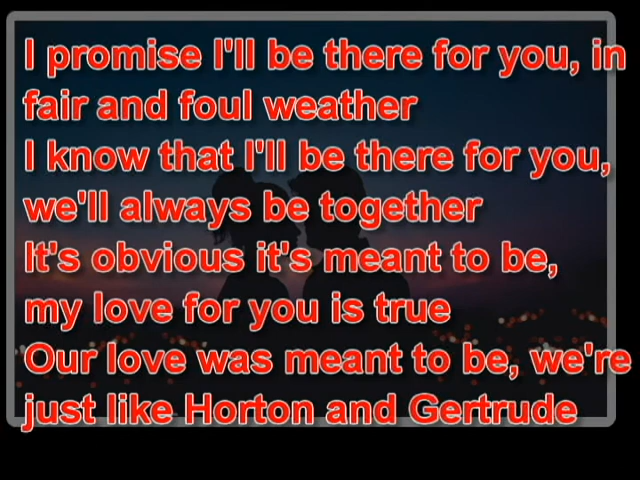 I promise I'll be there for you, in
fair and foul weather
I know that I'll be there for you,
we'll always be together
It's obvious it's meant to be,
my love for you is true
Our love was meant to be, we're
just like Horton and Gertrude